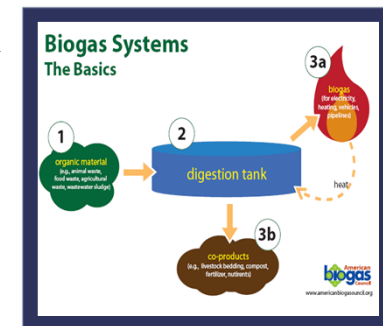 Biogas Systems
The Basics
1
organic material
(e.g., animal waste,
food waste, agricultural
waste, wastewater sludge)
2
digestion tank
3a
biogas
(for electricity,
heating, vehicles,
pipelines)
heat
3b
co-products
(e.g., livestock bedding, compost,
fertilizer, nutrients)
American
biogas
Council
www.americanbiogascouncil.org